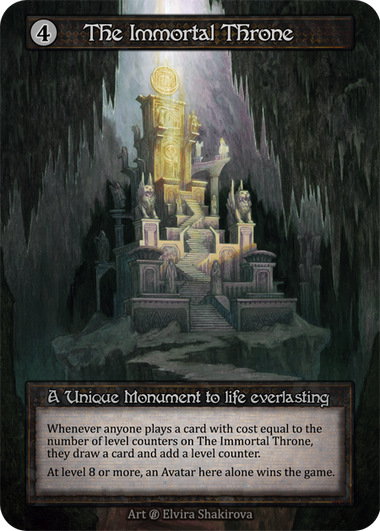 4
The Immortal Throne
A Unique Monument to life everlasting
Whenever anyone plays a card with cost equal to the
number of level counters on The Immortal Throne,
they draw a card and add a level counter.
At level 8 or more, an Avatar here alone wins the game.
Art @ Elvira Shakirova